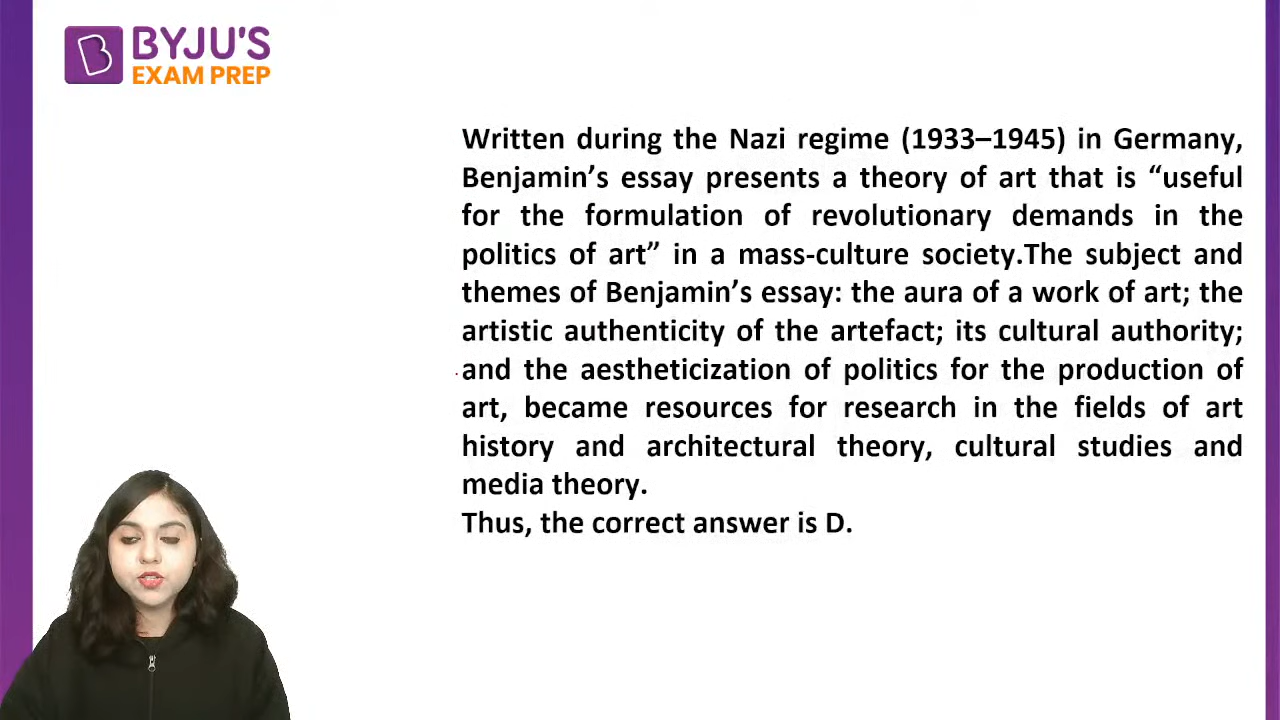 BYJU'S
EXAM PREP
Written during the Nazi regime (1933–1945) in Germany,
Benjamin’s essay presents a theory of art that is “useful
for the formulation of revolutionary demands in the
politics of art” in a mass-culture society.The subject and
themes of Benjamin’s essay: the aura of a work of art; the
artistic authenticity of the artefact; its cultural authority;
and the aestheticization of politics for the production of
art, became resources for research in the fields of art
history and architectural theory, cultural studies and
media theory.
Thus, the correct answer is D.